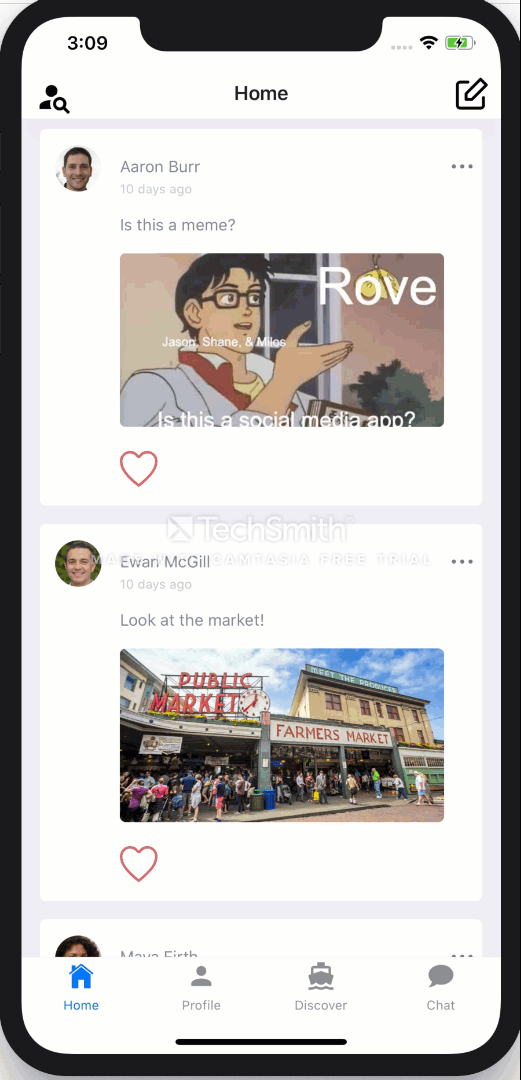 3:09
Home
Aaron Burr
10 days ago
Is this a meme?
Rove
Jason, Shane, & Milos
Is this a social media app?
TechSmith
MADE WITH CAMTASIA FREE TRIAL
Ewan McGill
10 days ago
Look at the market!
MEET THE PRODUCER
PUBLIC
MARKET
FARMERS MARKET
Maya Firth
Home
Profile
Discover
Chat